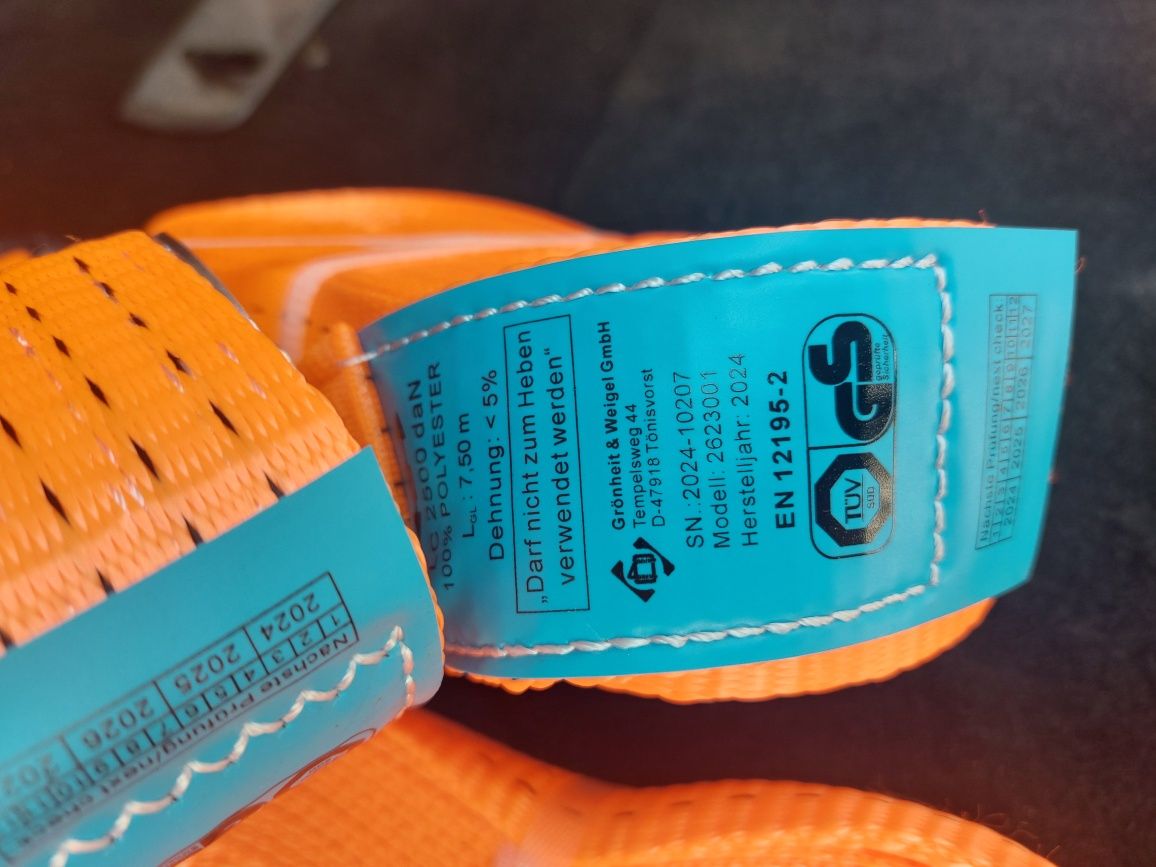 LC 2500 daN
100% POLYESTER
LGL: 7,50 m
Dehnung: < 5%
„Darf nicht zum Heben
verwendet werden“
Grönheit & Weigel GmbH
Tempelsweg 44
D-47918 Tönisvorst
SN.:2024-10207
Modell: 2623001
Herstelljahr: 2024
EN 12195-2
TÜV
SÜD
GS
geprüfte
Sicherheit
Nächste Prüfung/next check:
1 2 3 4 5 6 7 8 9 10 11 12
2024 2025 2026 2027
Nächste Prüfung/next check
1 2 3 4 5 6 7 8 9 10 11
2024 2025 2026 202